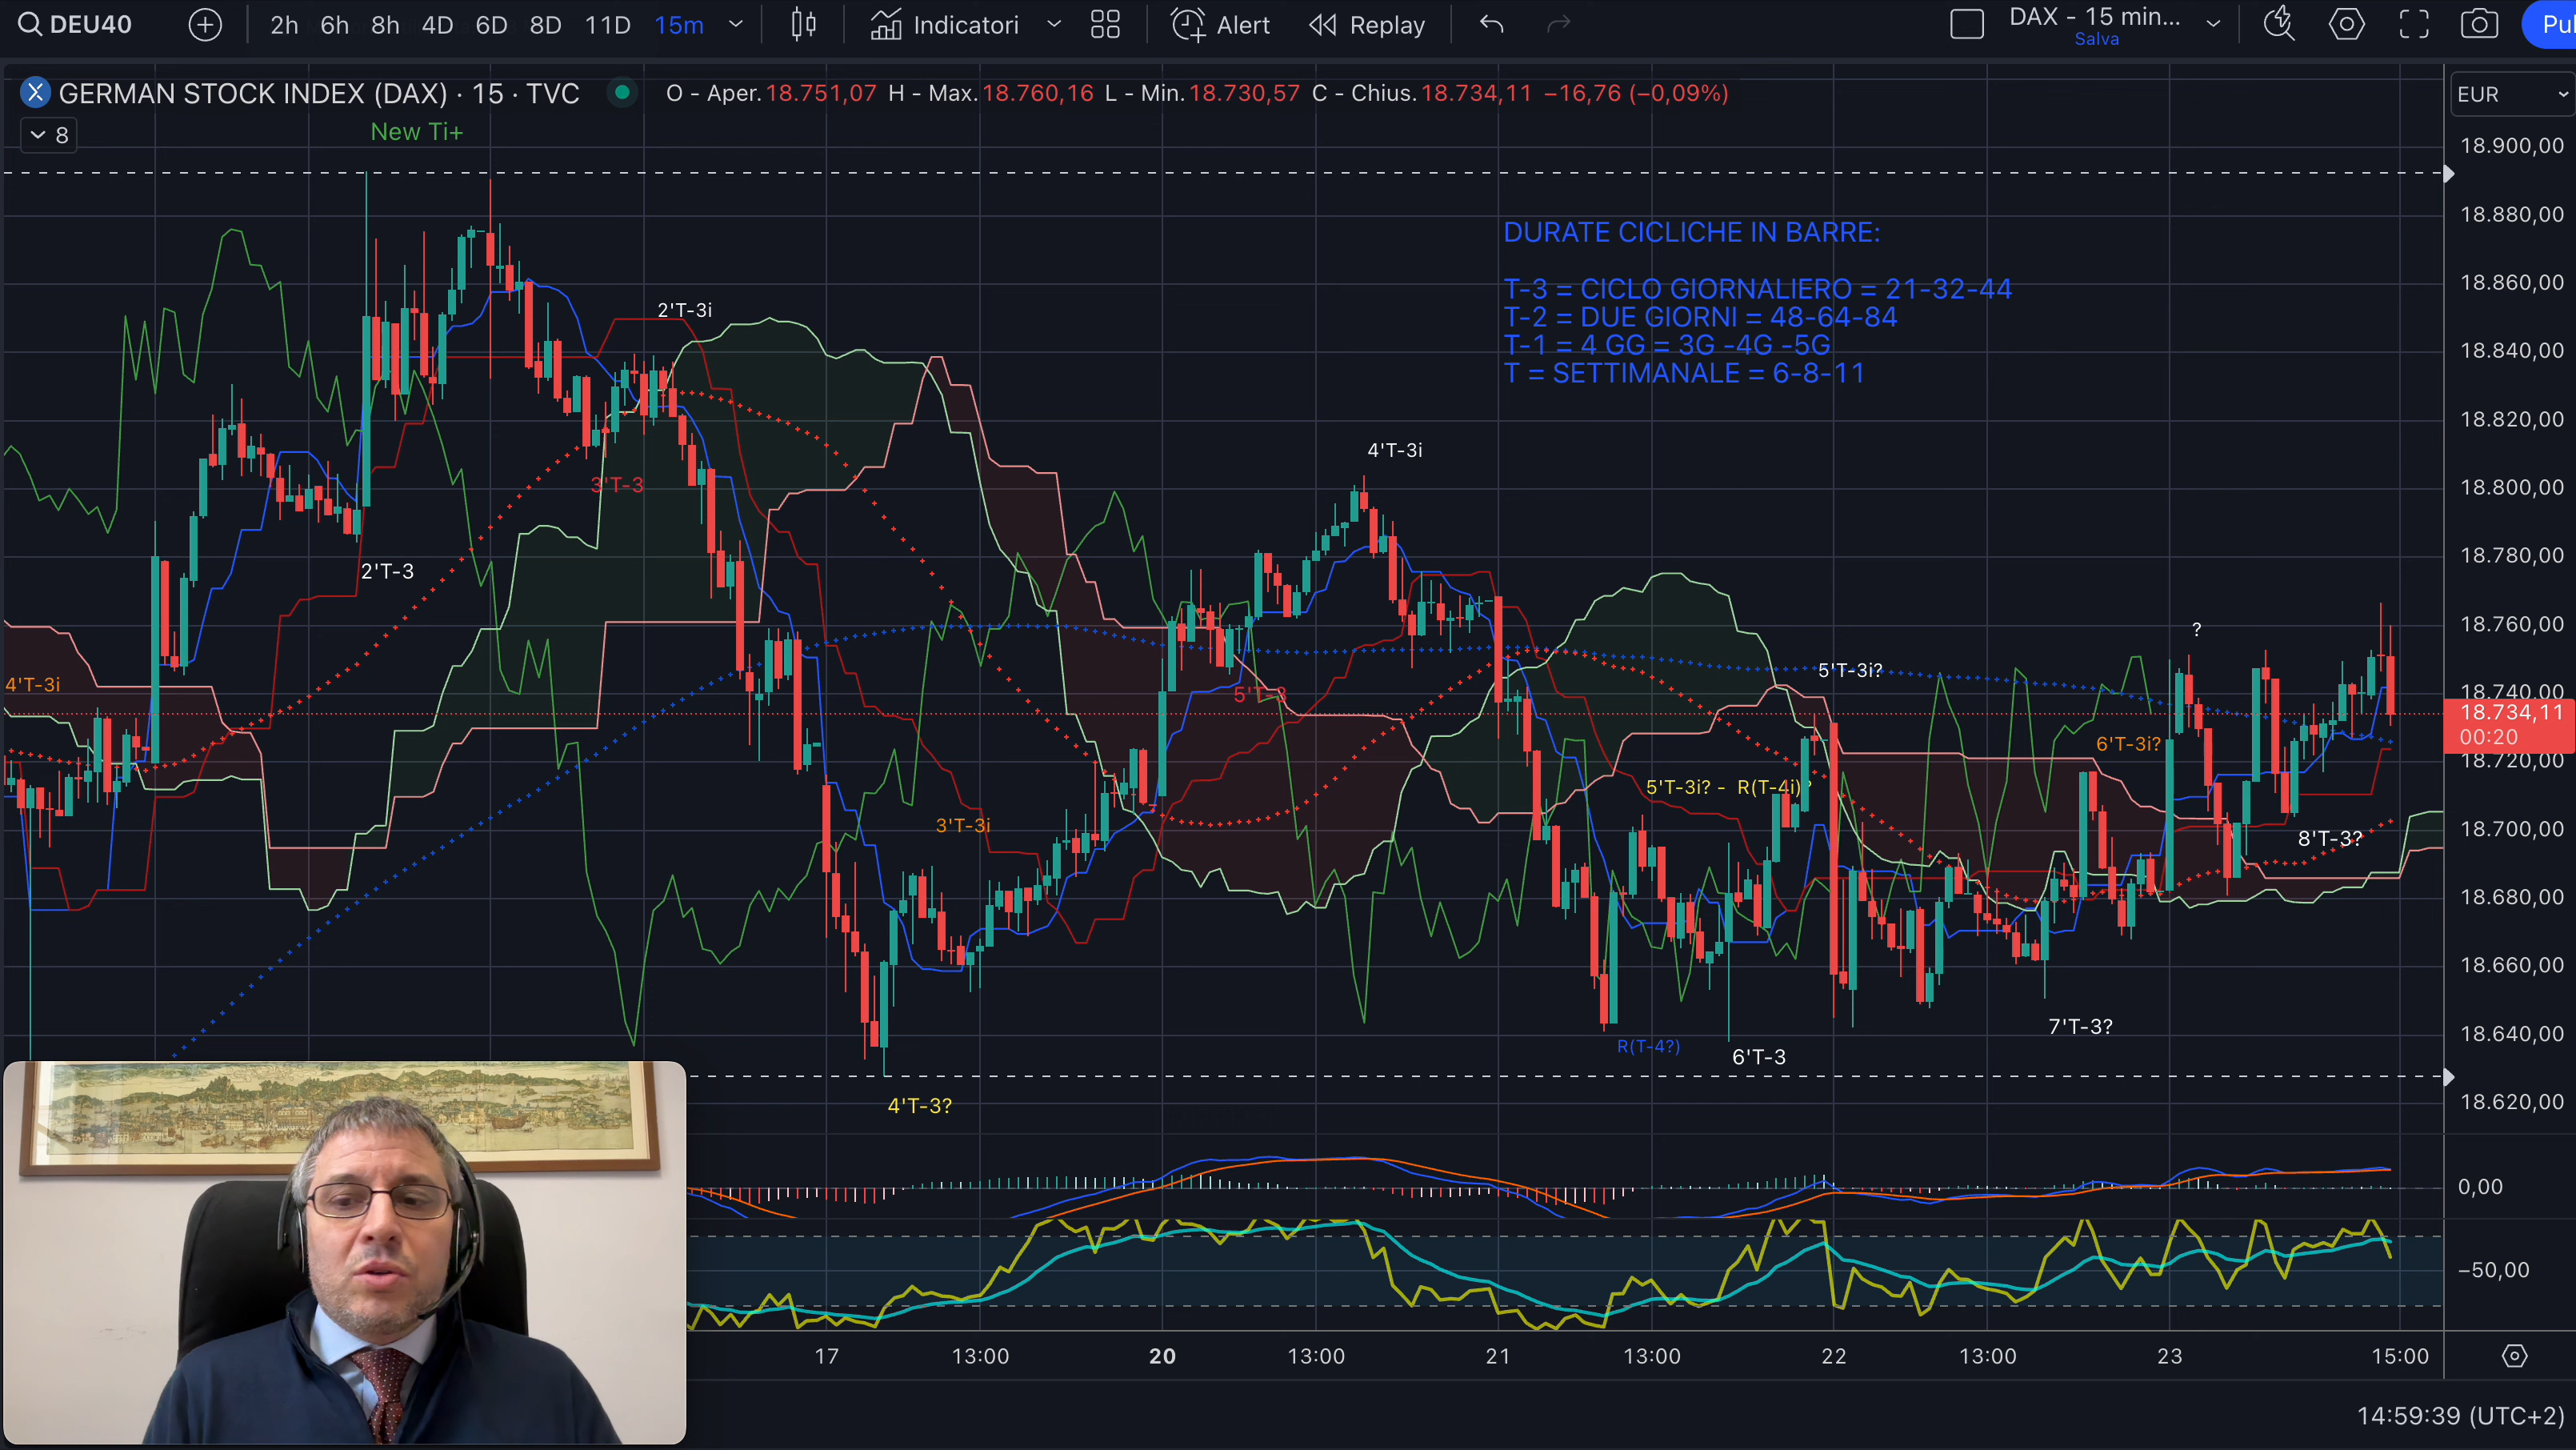 DEU40
2h 6h 8h 4D 6D 8D 11D 15m Indicatori Alert Replay
DAX - 15 min...
Salva
Pul
GERMAN STOCK INDEX (DAX) · 15 · TVC O - Aper.18.751,07 H - Max.18.760,16 L - Min.18.730,57 C - Chius.18.734,11 −16,76 (−0,09%)
EUR
8
New Ti+
18.900,00
18.880,00
DURATE CICLICHE IN BARRE:
T-3 = CICLO GIORNALIERO = 21-32-44
T-2 = DUE GIORNI = 48-64-84
T-1 = 4 GG = 3G -4G -5G
T = SETTIMANALE = 6-8-11
18.860,00
18.840,00
18.820,00
18.800,00
18.780,00
18.760,00
18.740,00
18.734,11
00:20
18.720,00
18.700,00
18.680,00
18.660,00
18.640,00
18.620,00
2'T-3i
4'T-3i
3'T-3
2'T-3
?
5'T-3i?
4'T-3i
5'T-3
6'T-3i?
5'T-3i? - R(T-4i)?
3'T-3i
8'T-3?
7'T-3?
R(T-4?)
6'T-3
4'T-3?
0,00
−50,00
17 13:00 20 13:00 21 13:00 22 13:00 23 15:00
14:59:39 (UTC+2)